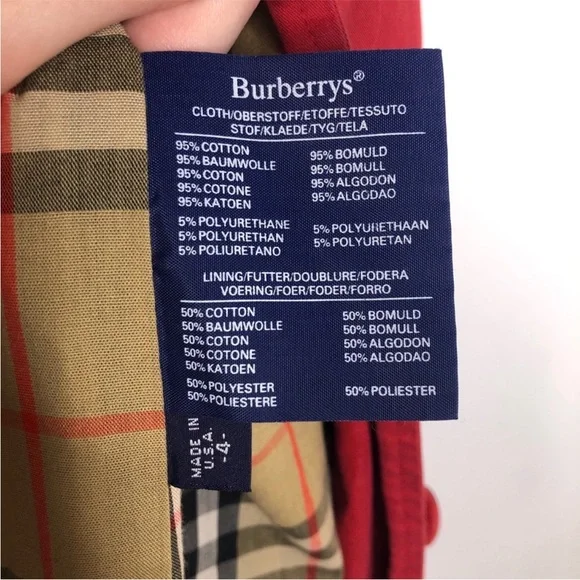 Burberrys®
CLOTH/OBERSTOFF/ETOFFE/TESSUTO
STOF/KLAEDE/TYG/TELA
95% COTTON
95% BAUMWOLLE
95% COTON
95% COTONE
95% KATOEN
95% BOMULD
95% BOMULL
95% ALGODON
95% ALGODAO
5% POLYURETHANE
5% POLYURETHAN
5% POLIURETANO
5% POLYURETHAAN
5% POLYURETAN
LINING/FUTTER/DOUBLURE/FODERA
VOERING/FOER/FODER/FORRO
50% COTTON
50% BAUMWOLLE
50% COTON
50% COTONE
50% KATOEN
50% BOMULD
50% BOMULL
50% ALGODON
50% ALGODAO
50% POLYESTER
50% POLIESTERE
50% POLIESTER
MADE IN
U.S.A.
-4-